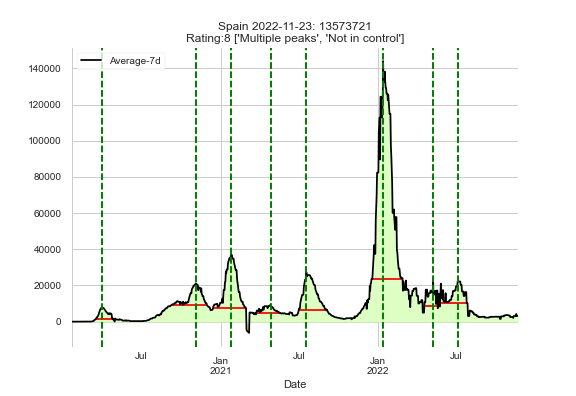 Spain 2022-11-23: 13573721
Rating:8 ['Multiple peaks', 'Not in control']
Average-7d
140000
120000
100000
80000
60000
40000
20000
0
Jul
Jan
2021
Jul
Jan
2022
Jul
Date